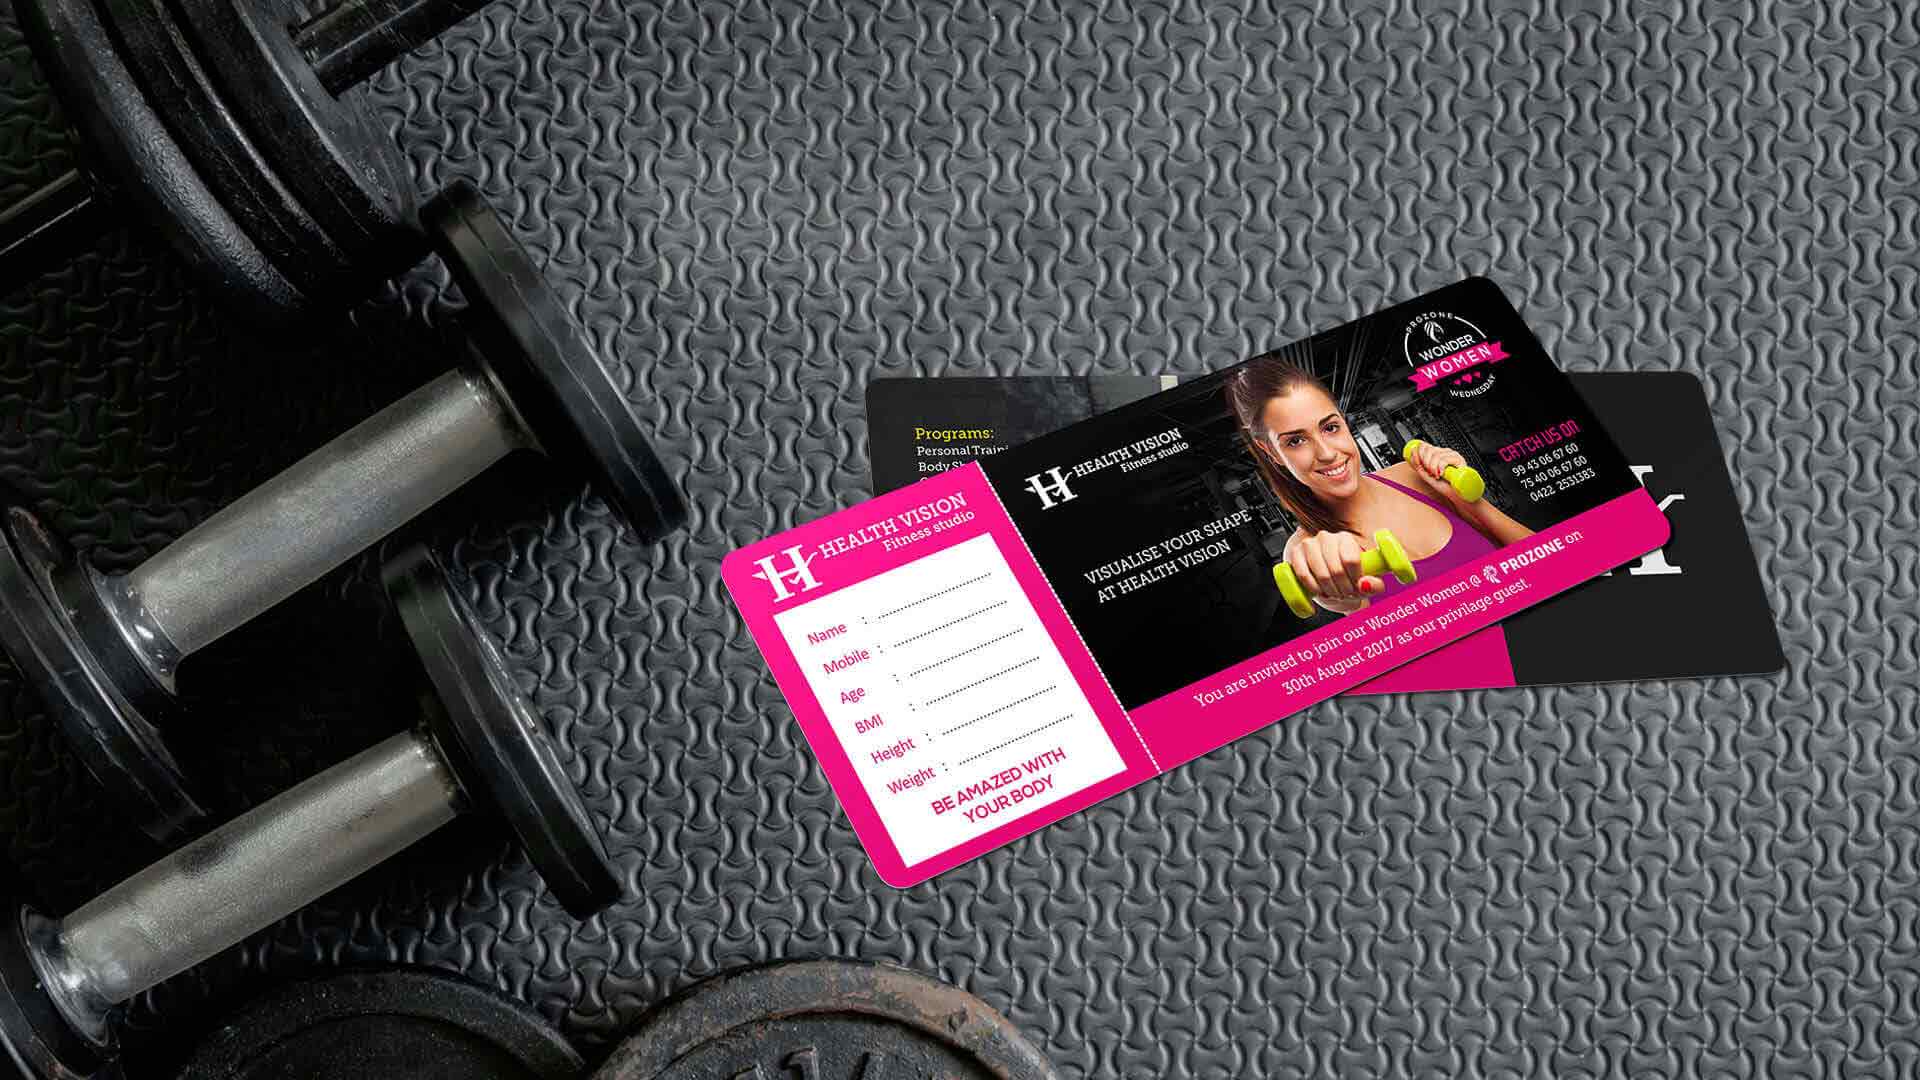 HEALTH VISION
Fitness studio
Name :
Mobile :
Age :
BMI :
Height :
Weight :
BE AMAZED WITH
YOUR BODY
HEALTH VISION
Fitness studio
VISUALISE YOUR SHAPE
AT HEALTH VISION
PROZONE
WONDER
WOMEN
WEDNESDAY
CATCH US ON
99 43 06 67 60
75 40 06 67 60
0422 2531383
You are invited to join our Wonder Women @ PROZONE on
30th August 2017 as our privilage guest.
Programs:
Personal
Body